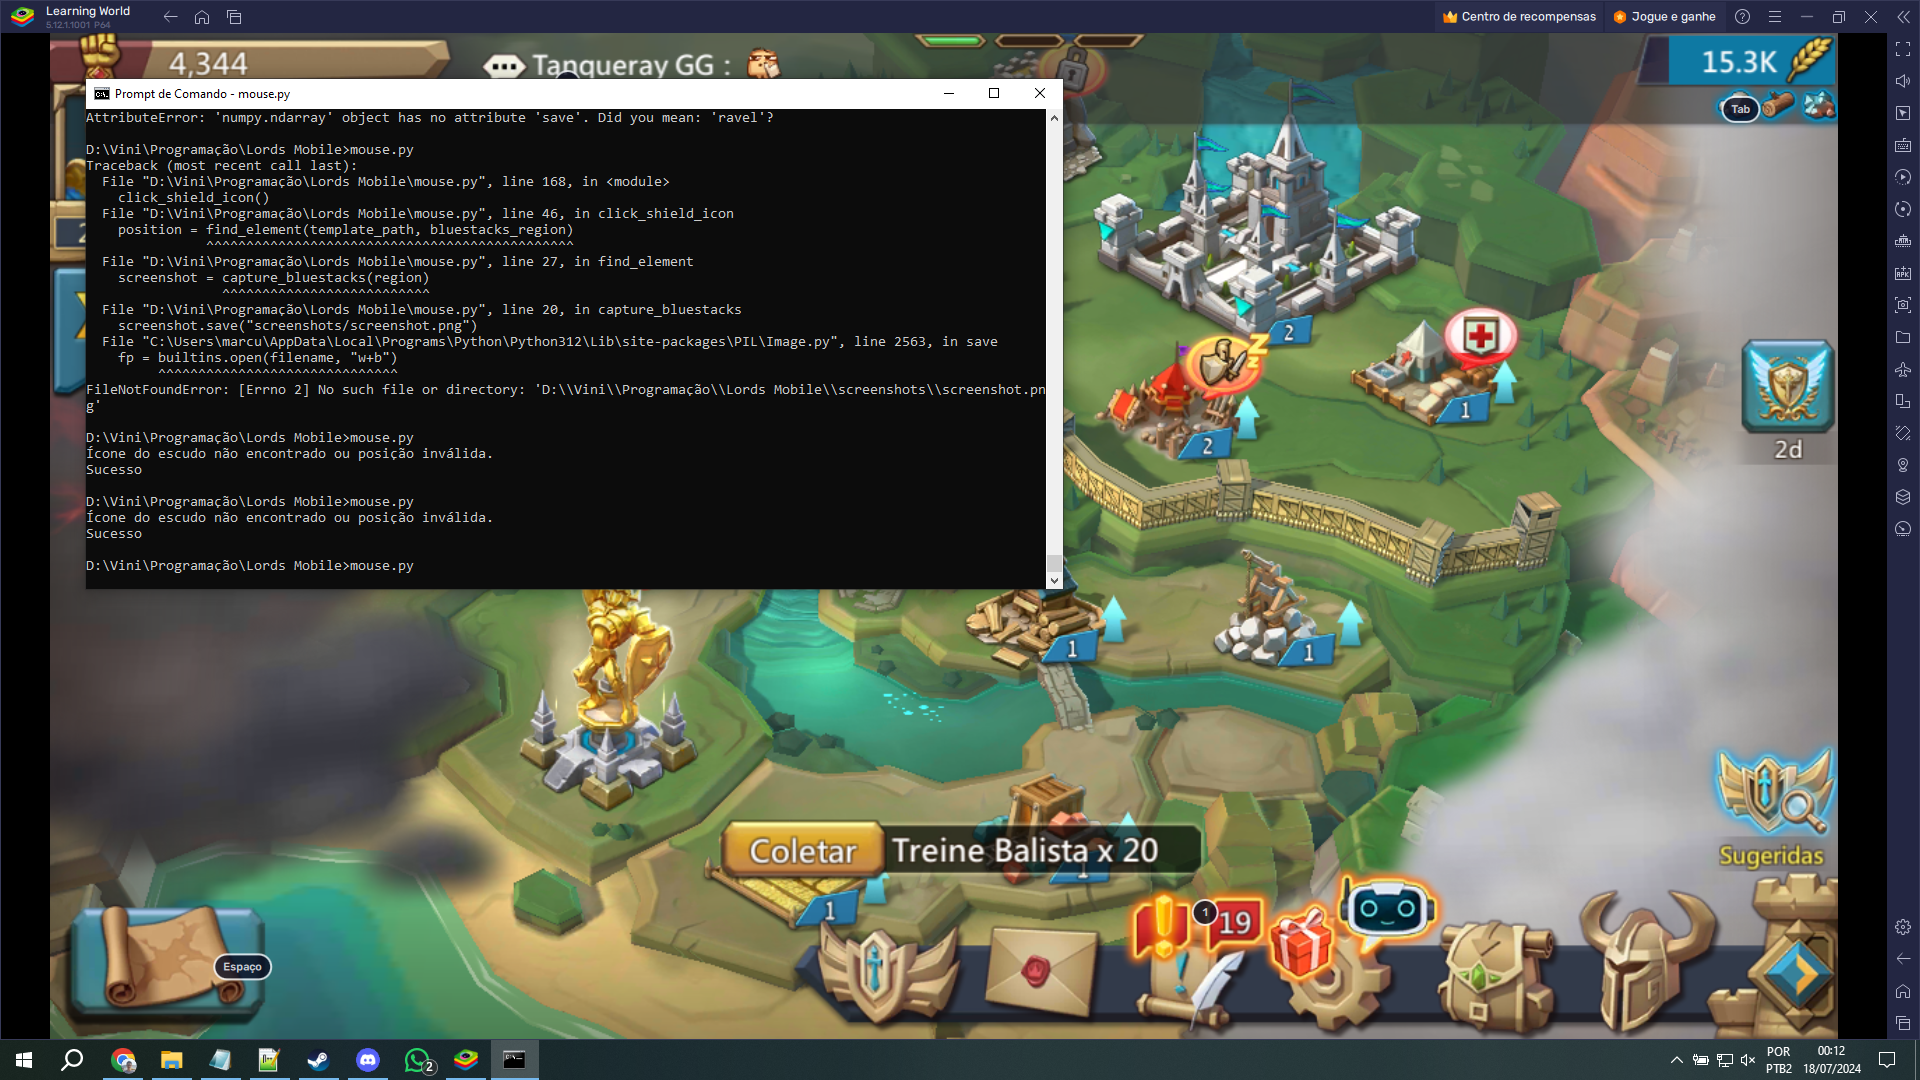 Learning World
5.12.1.1001 P64
Centro de recompensas
Jogue e ganhe
4,344
Tanqueray GG :
15.3K
Tab
Prompt de Comando - mouse.py
AttributeError: 'numpy.ndarray' object has no attribute 'save'. Did you mean: 'ravel'?
D:\Vini\Programação\Lords Mobile>mouse.py
Traceback (most recent call last):
  File "D:\Vini\Programação\Lords Mobile\mouse.py", line 168, in <module>
    click_shield_icon()
  File "D:\Vini\Programação\Lords Mobile\mouse.py", line 46, in click_shield_icon
    position = find_element(template_path, bluestacks_region)
               ^^^^^^^^^^^^^^^^^^^^^^^^^^^^^^^^^^^^^^^^^^^^^^
  File "D:\Vini\Programação\Lords Mobile\mouse.py", line 27, in find_element
    screenshot = capture_bluestacks(region)
                 ^^^^^^^^^^^^^^^^^^^^^^^^^^
  File "D:\Vini\Programação\Lords Mobile\mouse.py", line 20, in capture_bluestacks
    screenshot.save("screenshots/screenshot.png")
  File "C:\Users\marcu\AppData\Local\Programs\Python\Python312\Lib\site-packages\PIL\Image.py", line 2563, in save
    fp = builtins.open(filename, "w+b")
         ^^^^^^^^^^^^^^^^^^^^^^^^^^^^^^
FileNotFoundError: [Errno 2] No such file or directory: 'D:\\Vini\\Programação\\Lords Mobile\\screenshots\\screenshot.pn
g'
D:\Vini\Programação\Lords Mobile>mouse.py
Ícone do escudo não encontrado ou posição inválida.
Sucesso
D:\Vini\Programação\Lords Mobile>mouse.py
Ícone do escudo não encontrado ou posição inválida.
Sucesso
D:\Vini\Programação\Lords Mobile>mouse.py
2
1
2
2d
1
1
Coletar
Treine Balista x 20
Sugeridas
1
1
1
19
Espaço
APK
2
POR
PTB2
00:12
18/07/2024